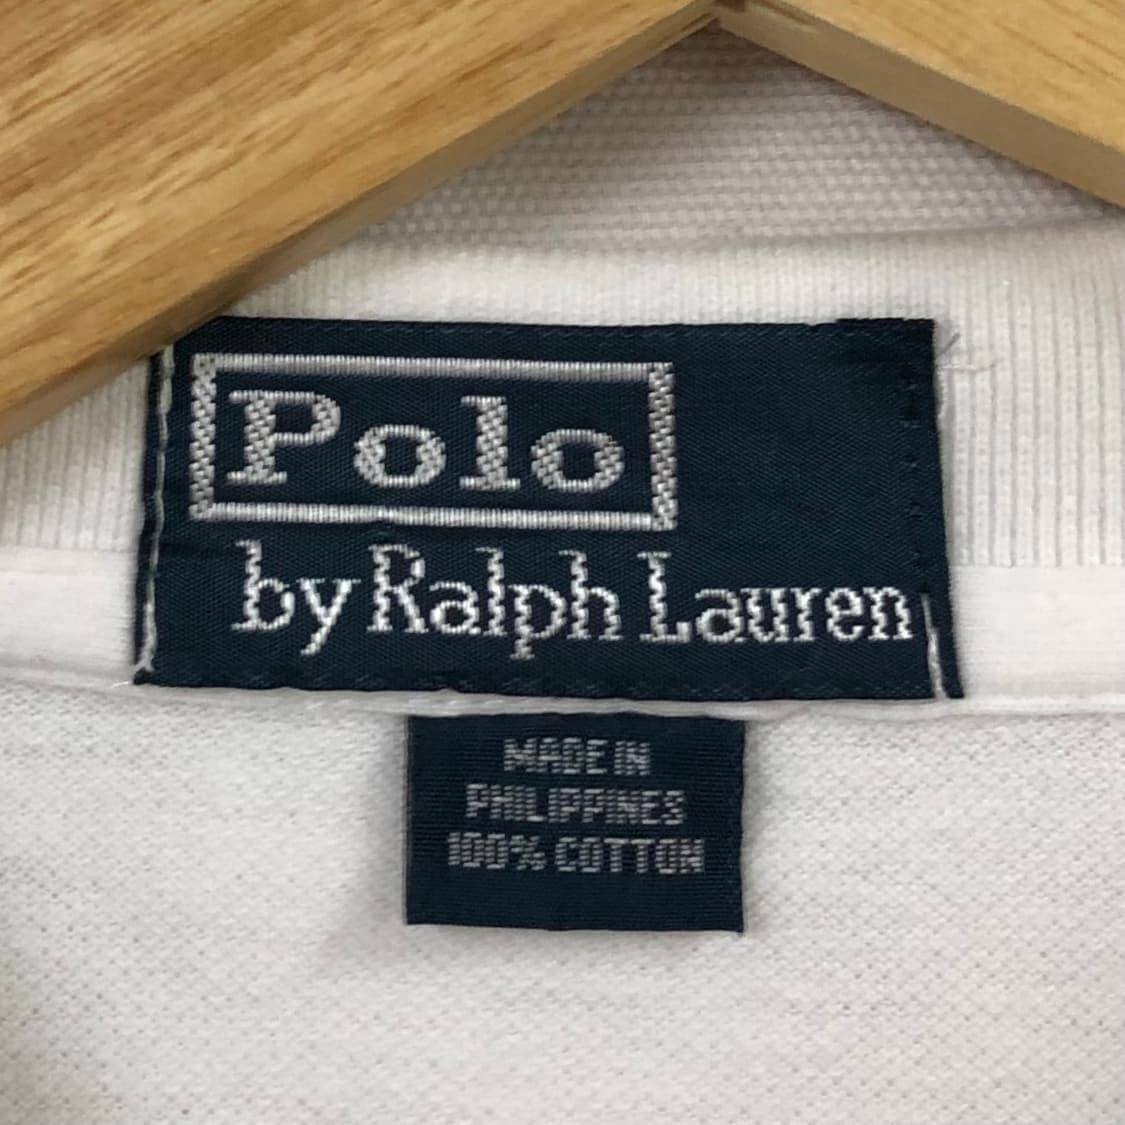 Polo
by Ralph Lauren
MADE IN
PHILIPPINES
100% COTTON